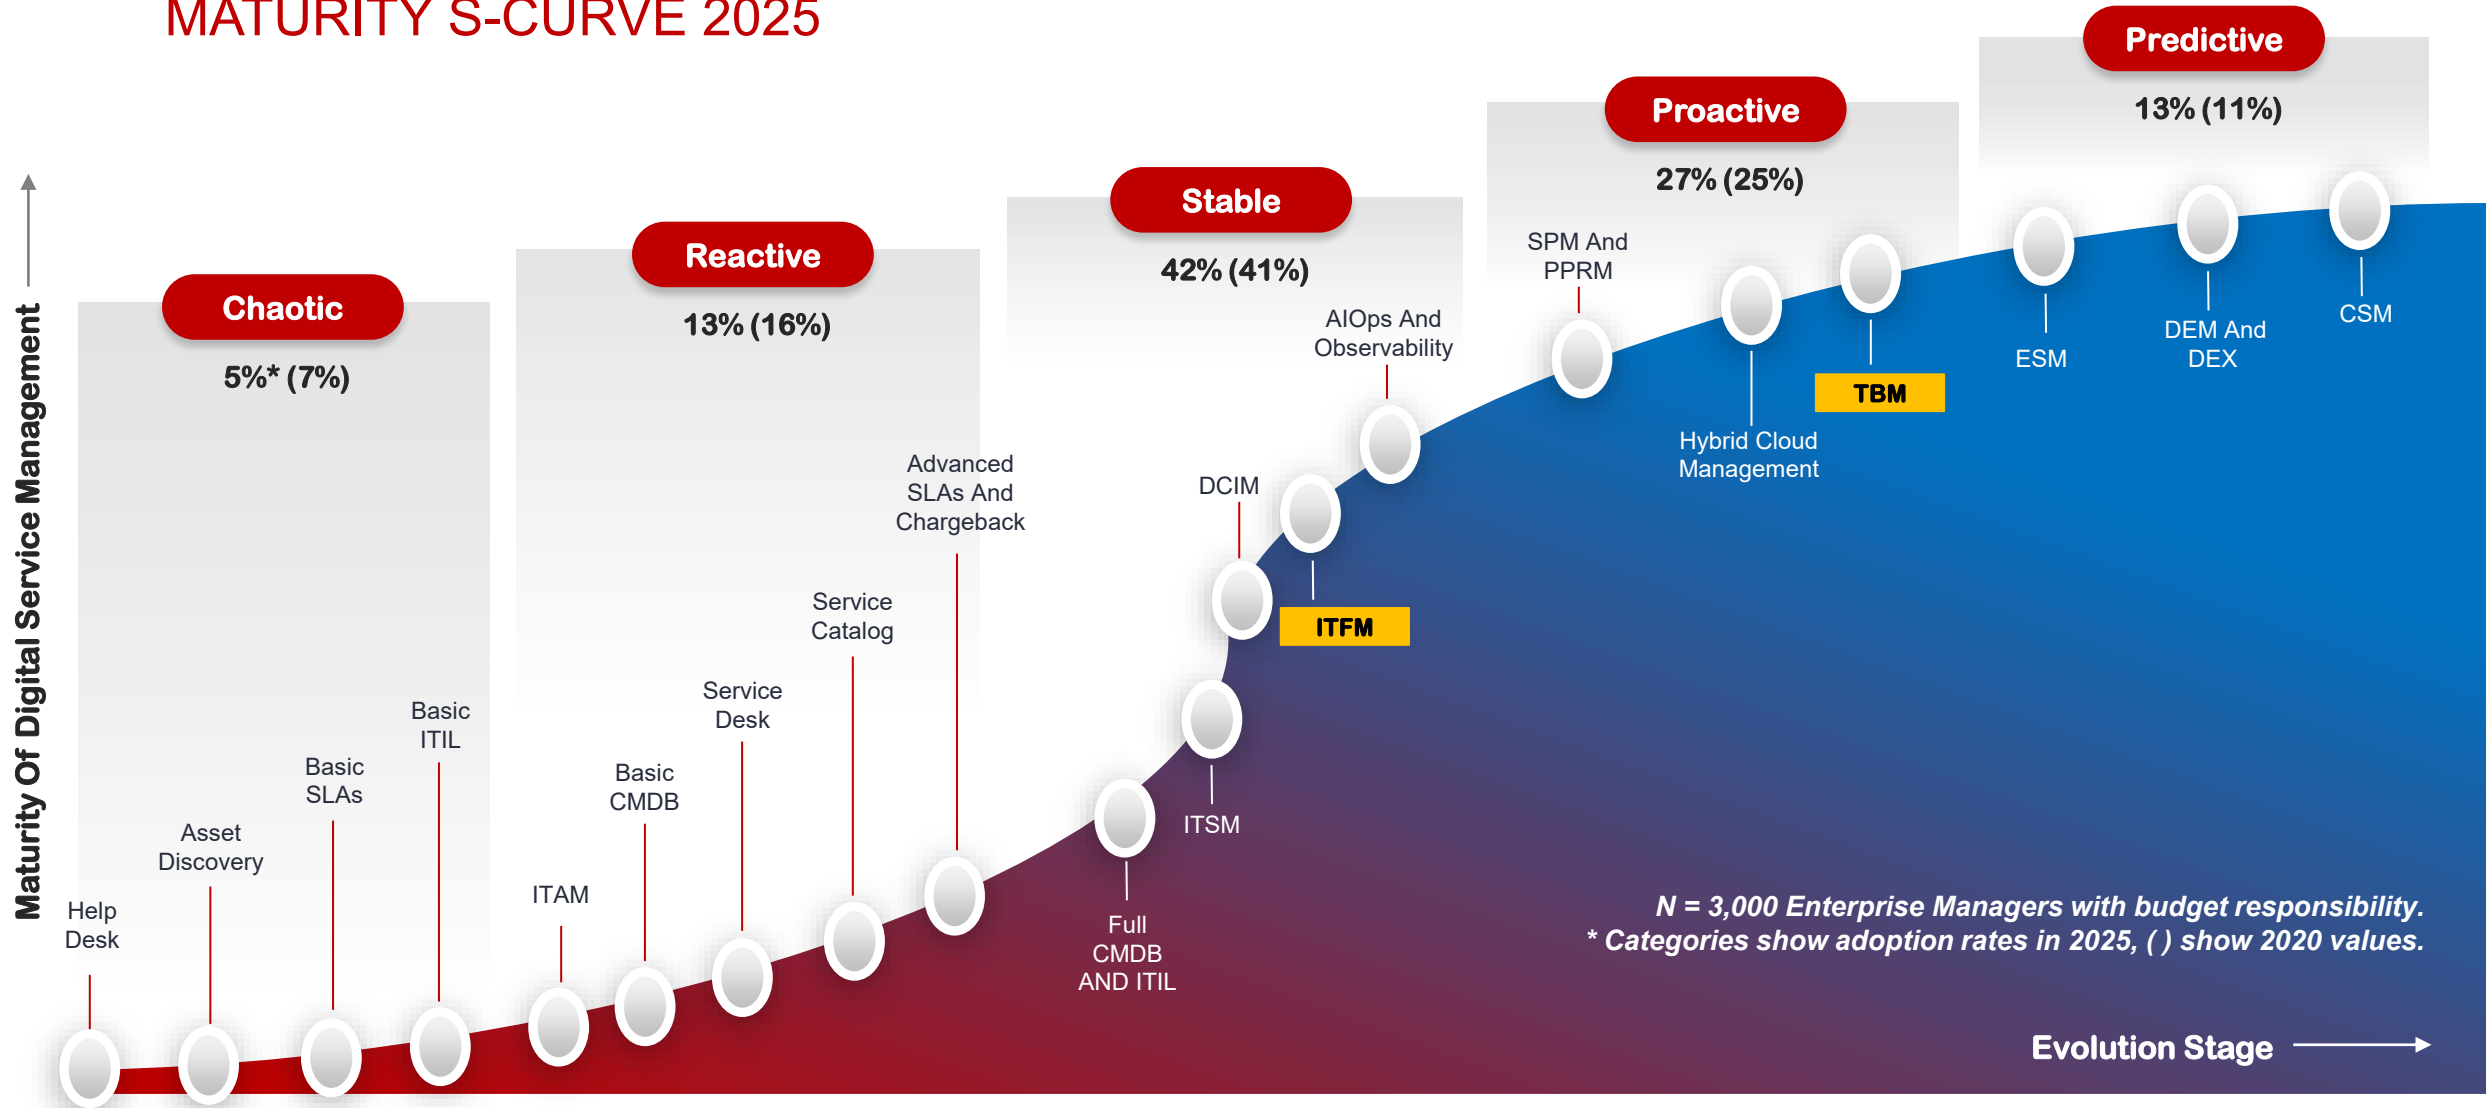 MATURITY S-CURVE 2025
Predictive
13% (11%)
Proactive
27% (25%)
Stable
42% (41%)
Reactive
13% (16%)
Chaotic
5%* (7%)
Maturity Of Digital Service Management
Help
Desk
Asset
Discovery
Basic
SLAs
Basic
ITIL
ITAM
Basic
CMDB
Service
Desk
Service
Catalog
Advanced
SLAs And
Chargeback
Full
CMDB
AND ITIL
ITSM
DCIM
ITFM
AIOps And
Observability
SPM And
PPRM
Hybrid Cloud
Management
TBM
ESM
DEM And
DEX
CSM
N = 3,000 Enterprise Managers with budget responsibility.
* Categories show adoption rates in 2025, ( ) show 2020 values.
Evolution Stage